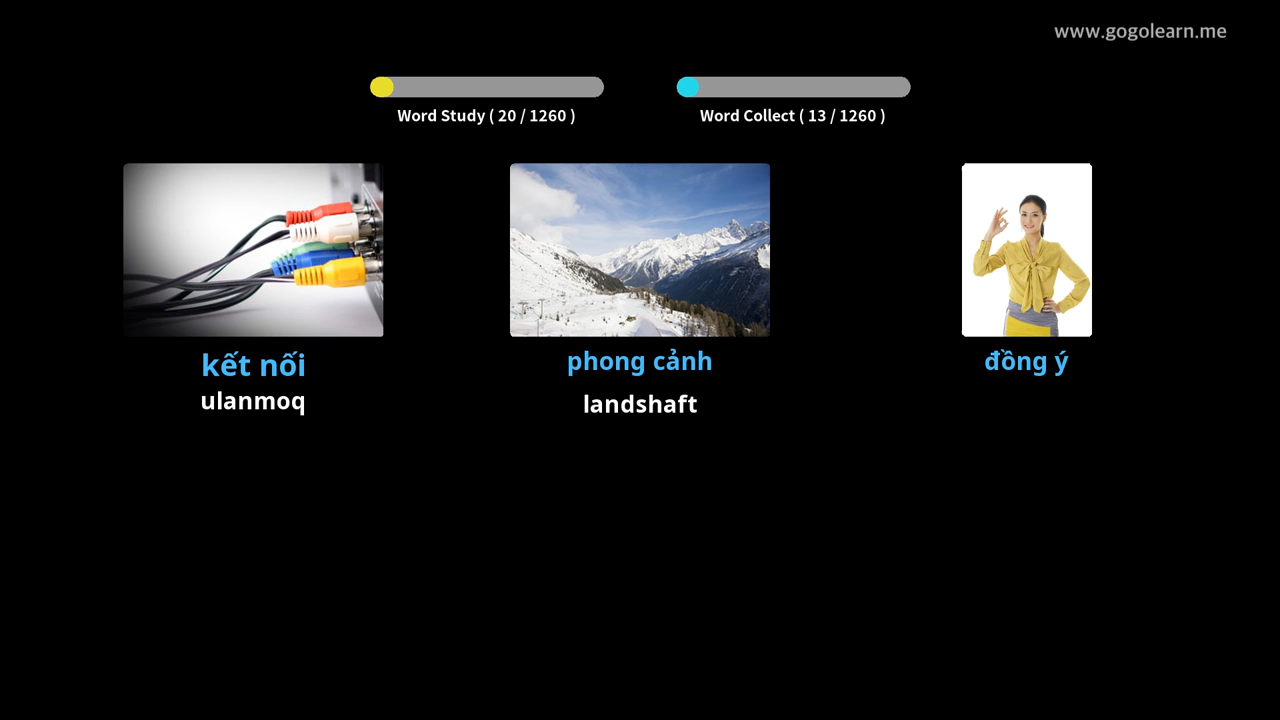 www.gogolearn.me
Word Study ( 20 / 1260 )
Word Collect ( 13 / 1260 )
kết nối
ulanmoq
phong cảnh
landshaft
đồng ý